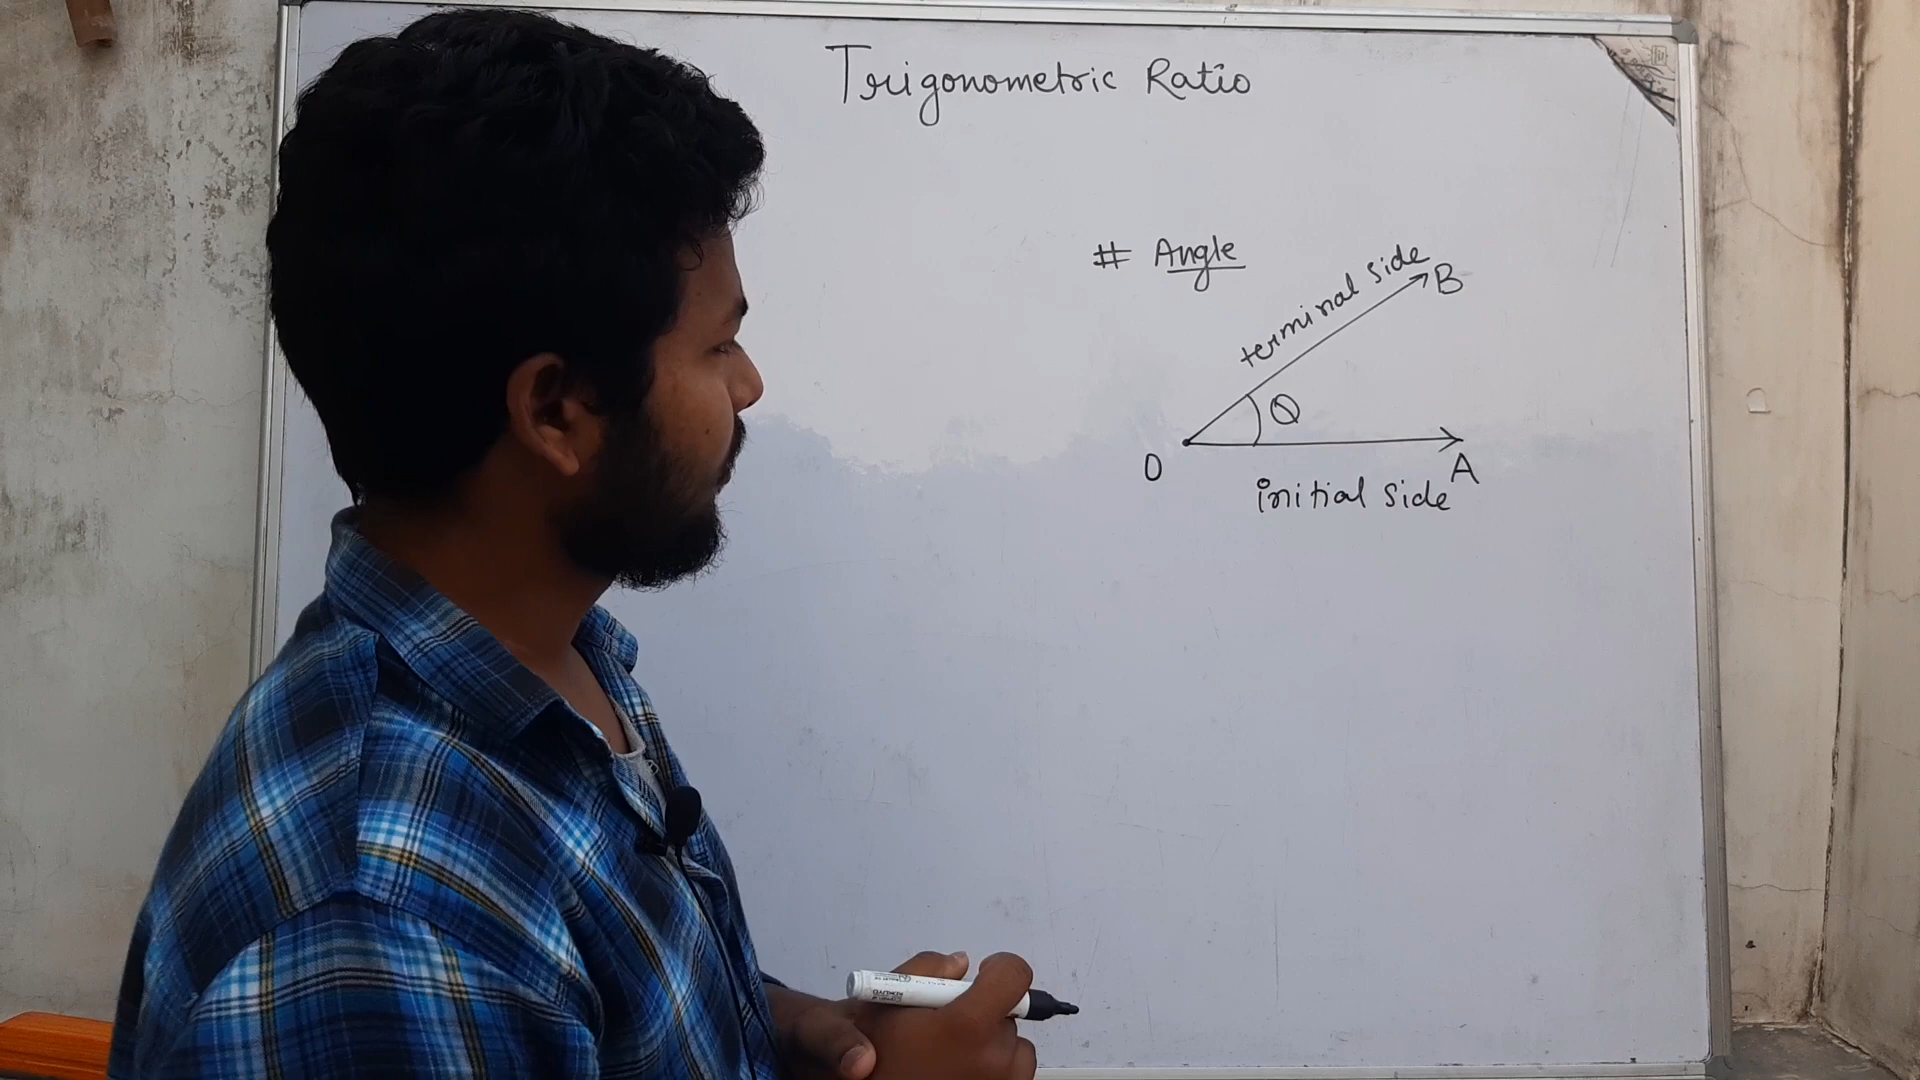 Trigonometric Ratio
# Angle
terminal side
B
θ
O
A
initial side